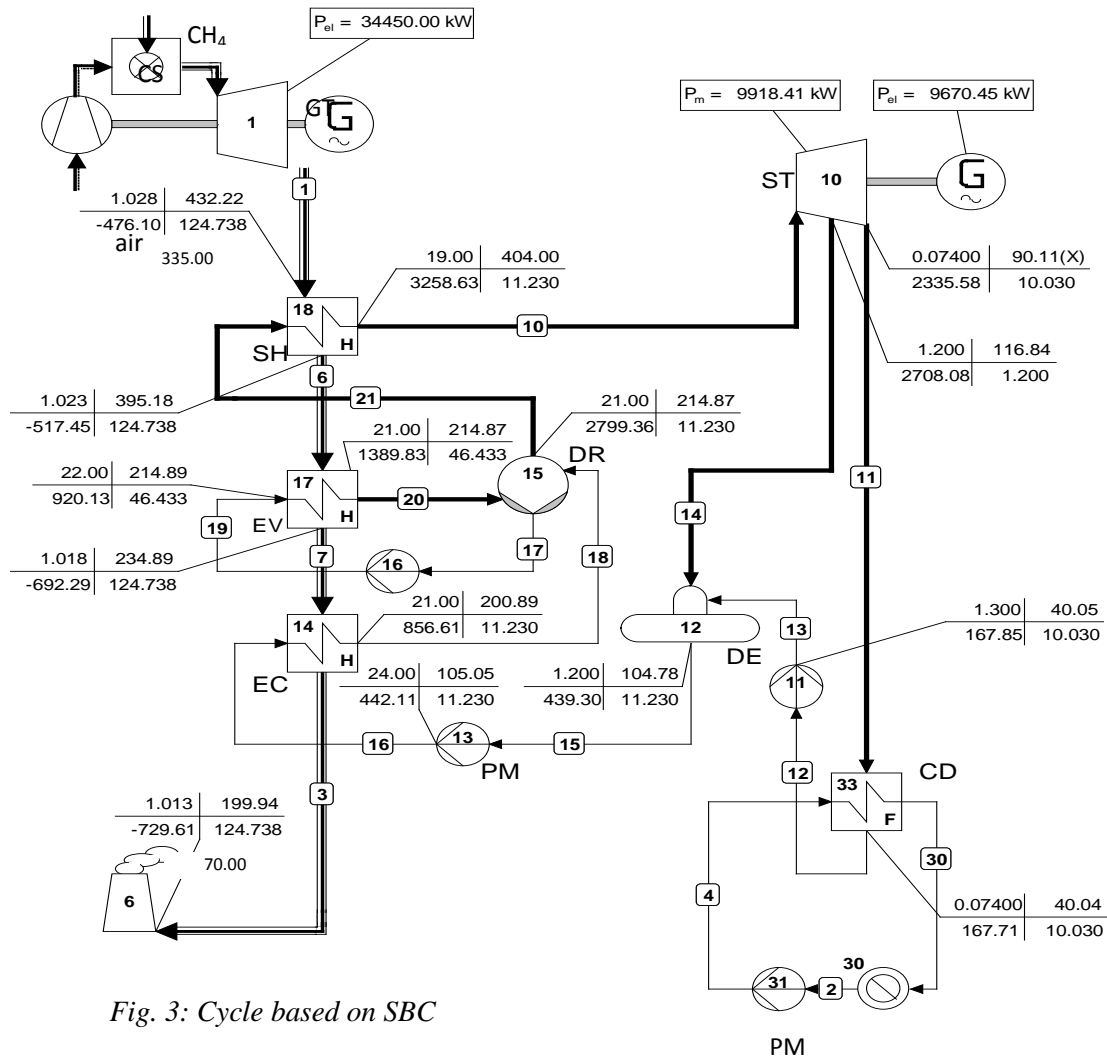 P_el = 34450.00 kW
CH₄
CS
1
GT
G
P_m = 9918.41 kW
P_el = 9670.45 kW
ST
10
G
1
1.028 432.22
-476.10 124.738
air
335.00
19.00 404.00
3258.63 11.230
0.07400 90.11(X)
2335.58 10.030
18
H
SH
10
1.200 116.84
2708.08 1.200
6
21
1.023 395.18
-517.45 124.738
21.00 214.87
2799.36 11.230
21.00 214.87
1389.83 46.433
DR
15
22.00 214.89
920.13 46.433
17
H
20
11
14
19
EV
17
18
7
16
1.018 234.89
-692.29 124.738
21.00 200.89
856.61 11.230
1.300 40.05
167.85 10.030
14
H
12
13
DE
EC
24.00 105.05
442.11 11.230
1.200 104.78
439.30 11.230
11
16
13
15
PM
12
CD
33
F
3
1.013 199.94
-729.61 124.738
70.00
4
30
6
0.07400 40.04
167.71 10.030
30
31
2
Fig. 3: Cycle based on SBC
PM